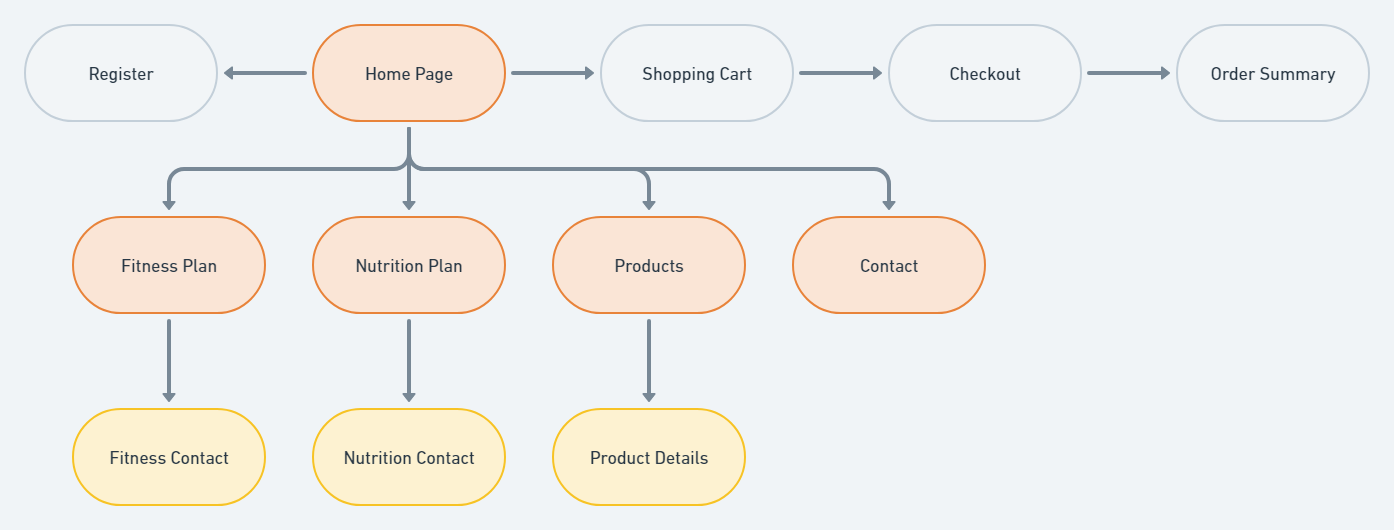 Register
Home Page
Shopping Cart
Checkout
Order Summary
Fitness Plan
Nutrition Plan
Products
Contact
Fitness Contact
Nutrition Contact
Product Details